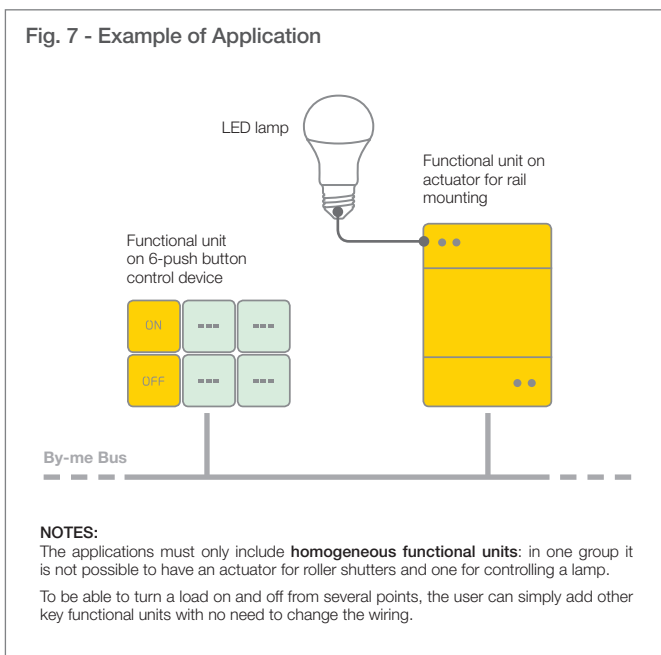 Fig. 7 - Example of Application
LED lamp
Functional unit on
actuator for rail
mounting
Functional unit
on 6-push button
control device
ON
OFF
By-me Bus
NOTES:
The applications must only include homogeneous functional units: in one group it
is not possible to have an actuator for roller shutters and one for controlling a lamp.
To be able to turn a load on and off from several points, the user can simply add other
key functional units with no need to change the wiring.